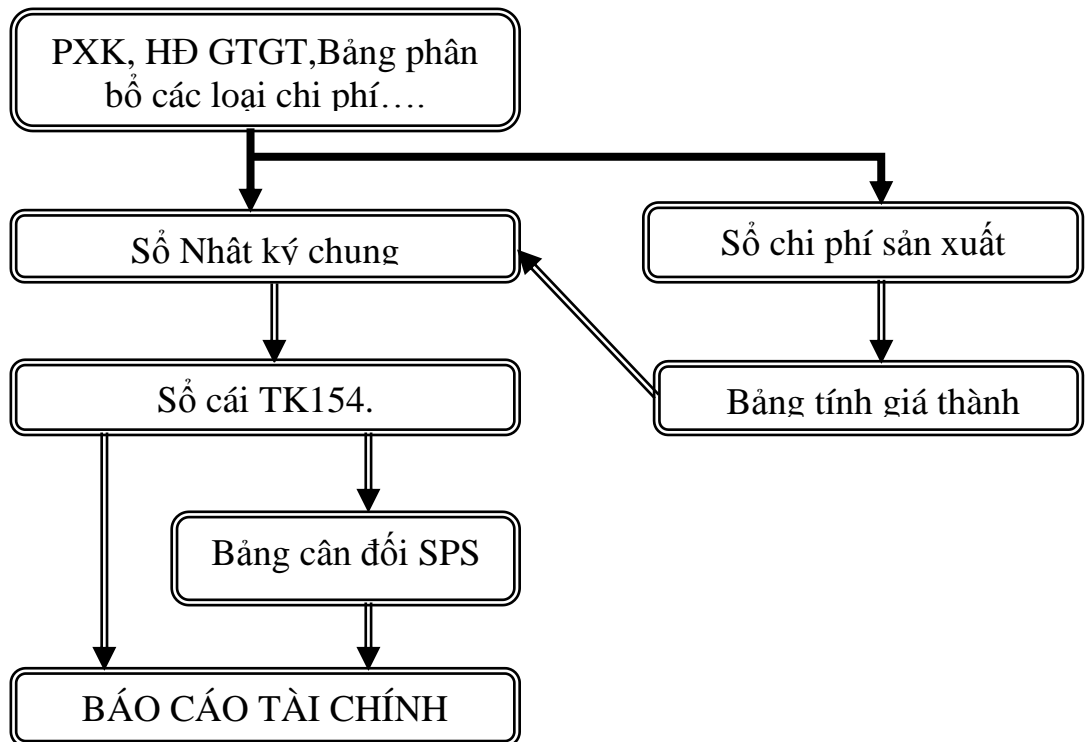 PXK, HĐ GTGT,Bảng phân
bổ các loại chi phí….
Sổ Nhât ký chung
Sổ chi phí sản xuất
Sổ cái TK154.
Bảng tính giá thành
Bảng cân đối SPS
BÁO CÁO TÀI CHÍNH